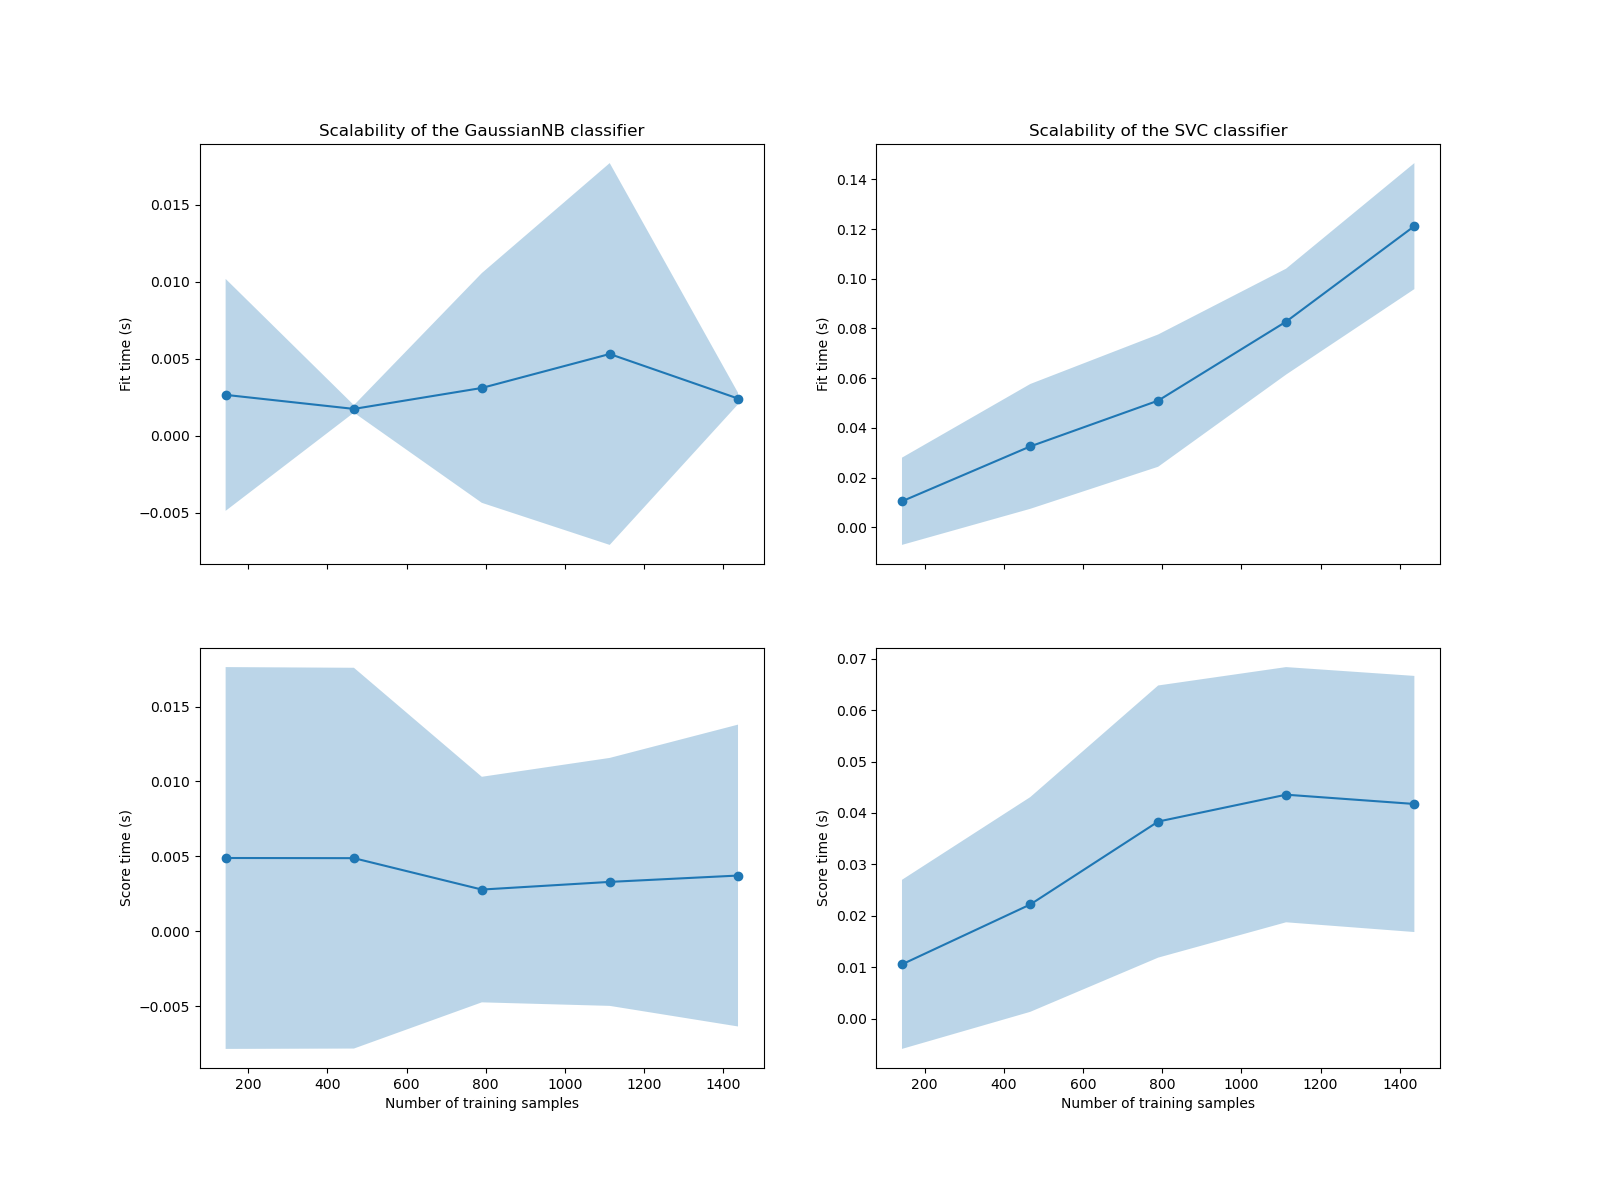 Scalability of the GaussianNB classifier
Fit time (s)
0.015
0.010
0.005
0.000
−0.005
Scalability of the SVC classifier
Fit time (s)
0.14
0.12
0.10
0.08
0.06
0.04
0.02
0.00
Score time (s)
0.015
0.010
0.005
0.000
−0.005
200 400 600 800 1000 1200 1400
Number of training samples
Score time (s)
0.07
0.06
0.05
0.04
0.03
0.02
0.01
0.00
200 400 600 800 1000 1200 1400
Number of training samples